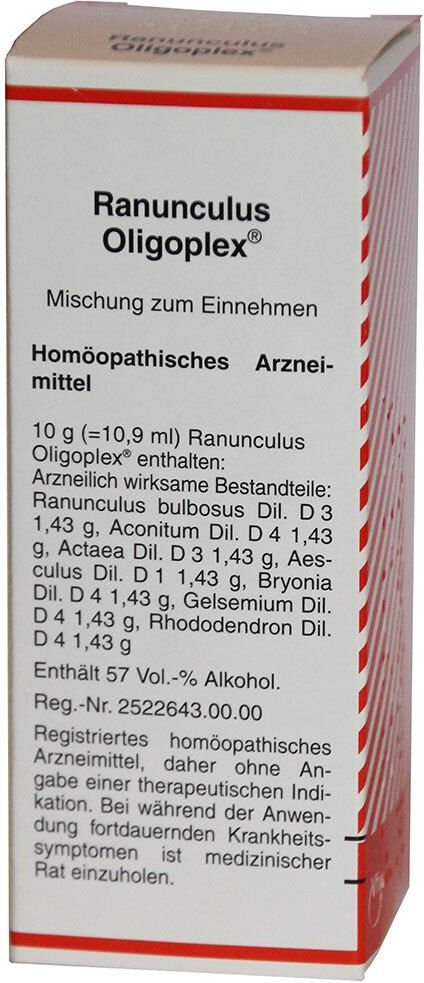 Ranunculus
Oligoplex®
Ranunculus
Oligoplex®
Mischung zum Einnehmen
Homöopathisches Arznei-
mittel
10 g (=10,9 ml) Ranunculus
Oligoplex® enthalten:
Arzneilich wirksame Bestandteile:
Ranunculus bulbosus Dil. D 3
1,43 g, Aconitum Dil. D 4 1,43
g, Actaea Dil. D 3 1,43 g, Aes-
culus Dil. D 1 1,43 g, Bryonia
Dil. D 4 1,43 g, Gelsemium Dil.
D 4 1,43 g, Rhododendron Dil.
D 4 1,43 g
Enthält 57 Vol.-% Alkohol.
Reg.-Nr. 2522643.00.00
Registriertes homöopathisches
Arzneimittel, daher ohne An-
gabe einer therapeutischen Indi-
kation. Bei während der Anwen-
dung fortdauernden Krankheits-
symptomen ist medizinischer
Rat einzuholen.